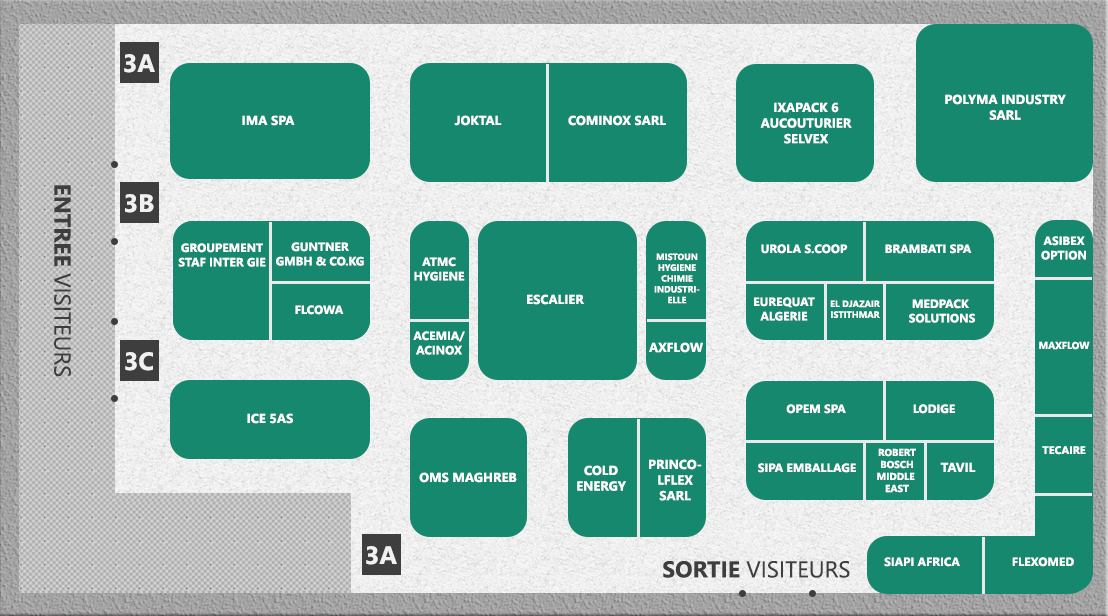 3A
IMA SPA
JOKTAL
COMINOX SARL
IXAPACK 6
AUCOUTURIER
SELVEX
POLYMA INDUSTRY
SARL
ENTREE VISITEURS
3B
GROUPEMENT
STAF INTER GIE
GUNTNER
GMBH & CO.KG
FLCOWA
ATMC
HYGIENE
ACEMIA/
ACINOX
ESCALIER
MISTOUN
HYGIENE
CHIMIE
INDUSTRI-
ELLE
AXFLOW
UROLA S.COOP
BRAMBATI SPA
EUREQUAT
ALGERIE
EL DJAZAIR
ISTITHMAR
MEDPACK
SOLUTIONS
ASIBEX
OPTION
MAXFLOW
TECAIRE
3C
ICE 5AS
OMS MAGHREB
COLD
ENERGY
PRINCO-
LFLEX
SARL
OPEM SPA
LODIGE
SIPA EMBALLAGE
ROBERT
BOSCH
MIDDLE
EAST
TAVIL
3A
SORTIE VISITEURS
SIAPI AFRICA
FLEXOMED